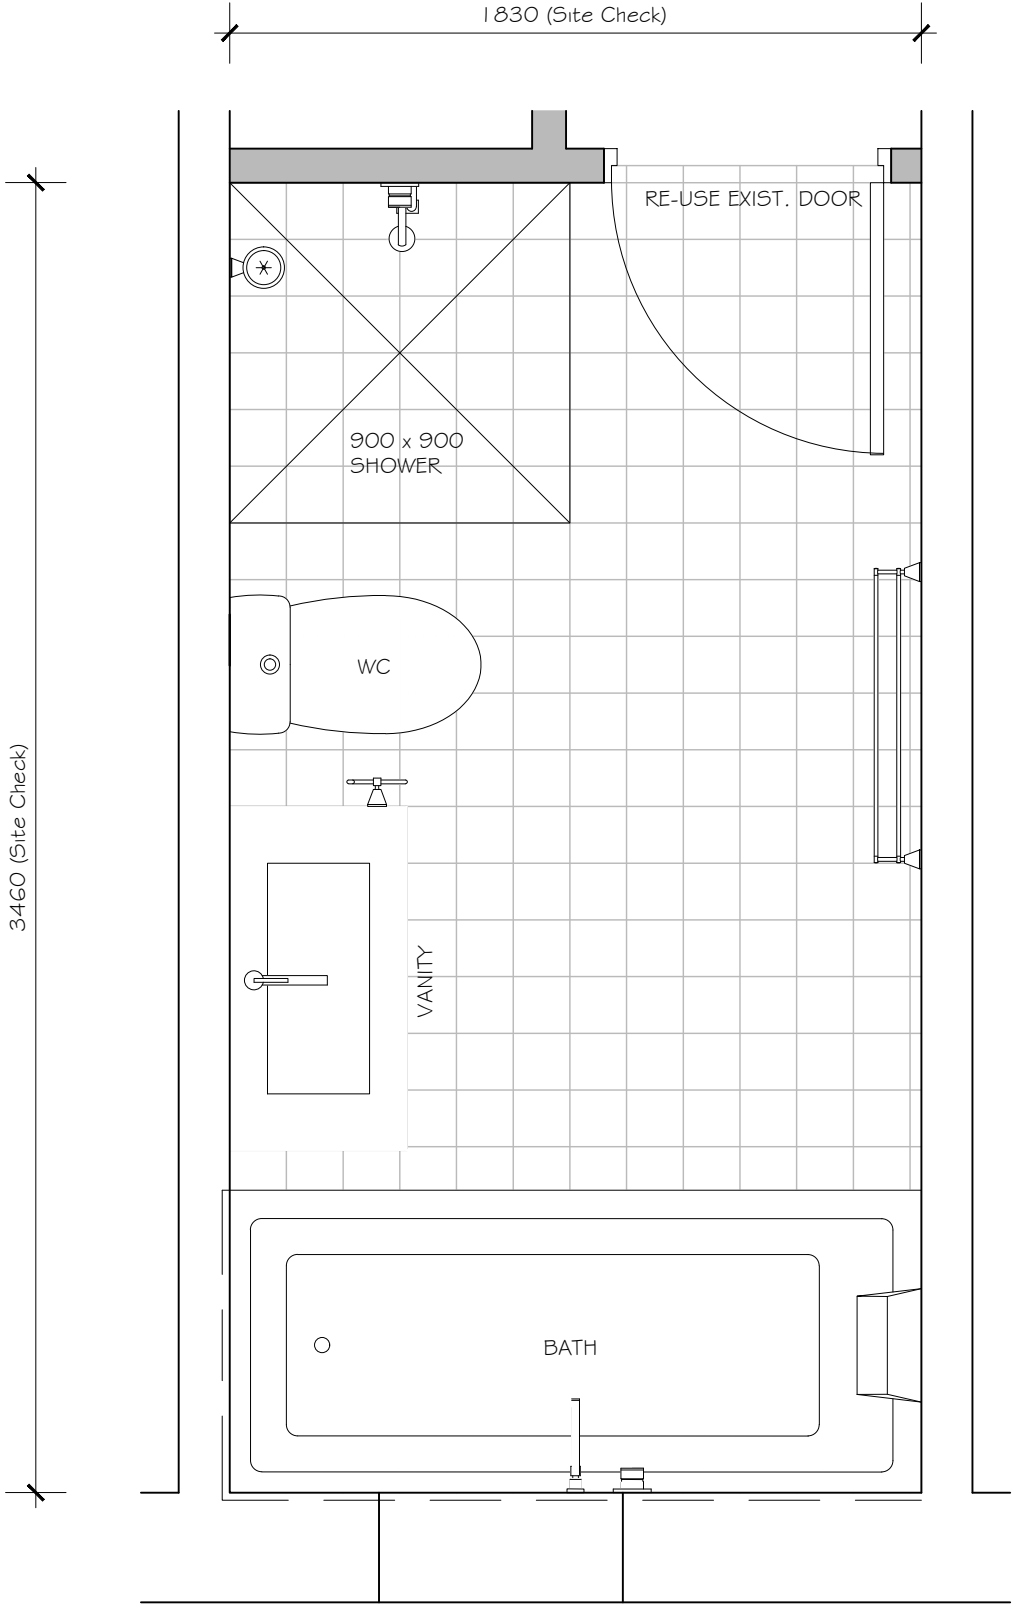 1830 (Site Check)
RE-USE EXIST. DOOR
900 x 900
SHOWER
WC
3460 (Site Check)
VANITY
BATH